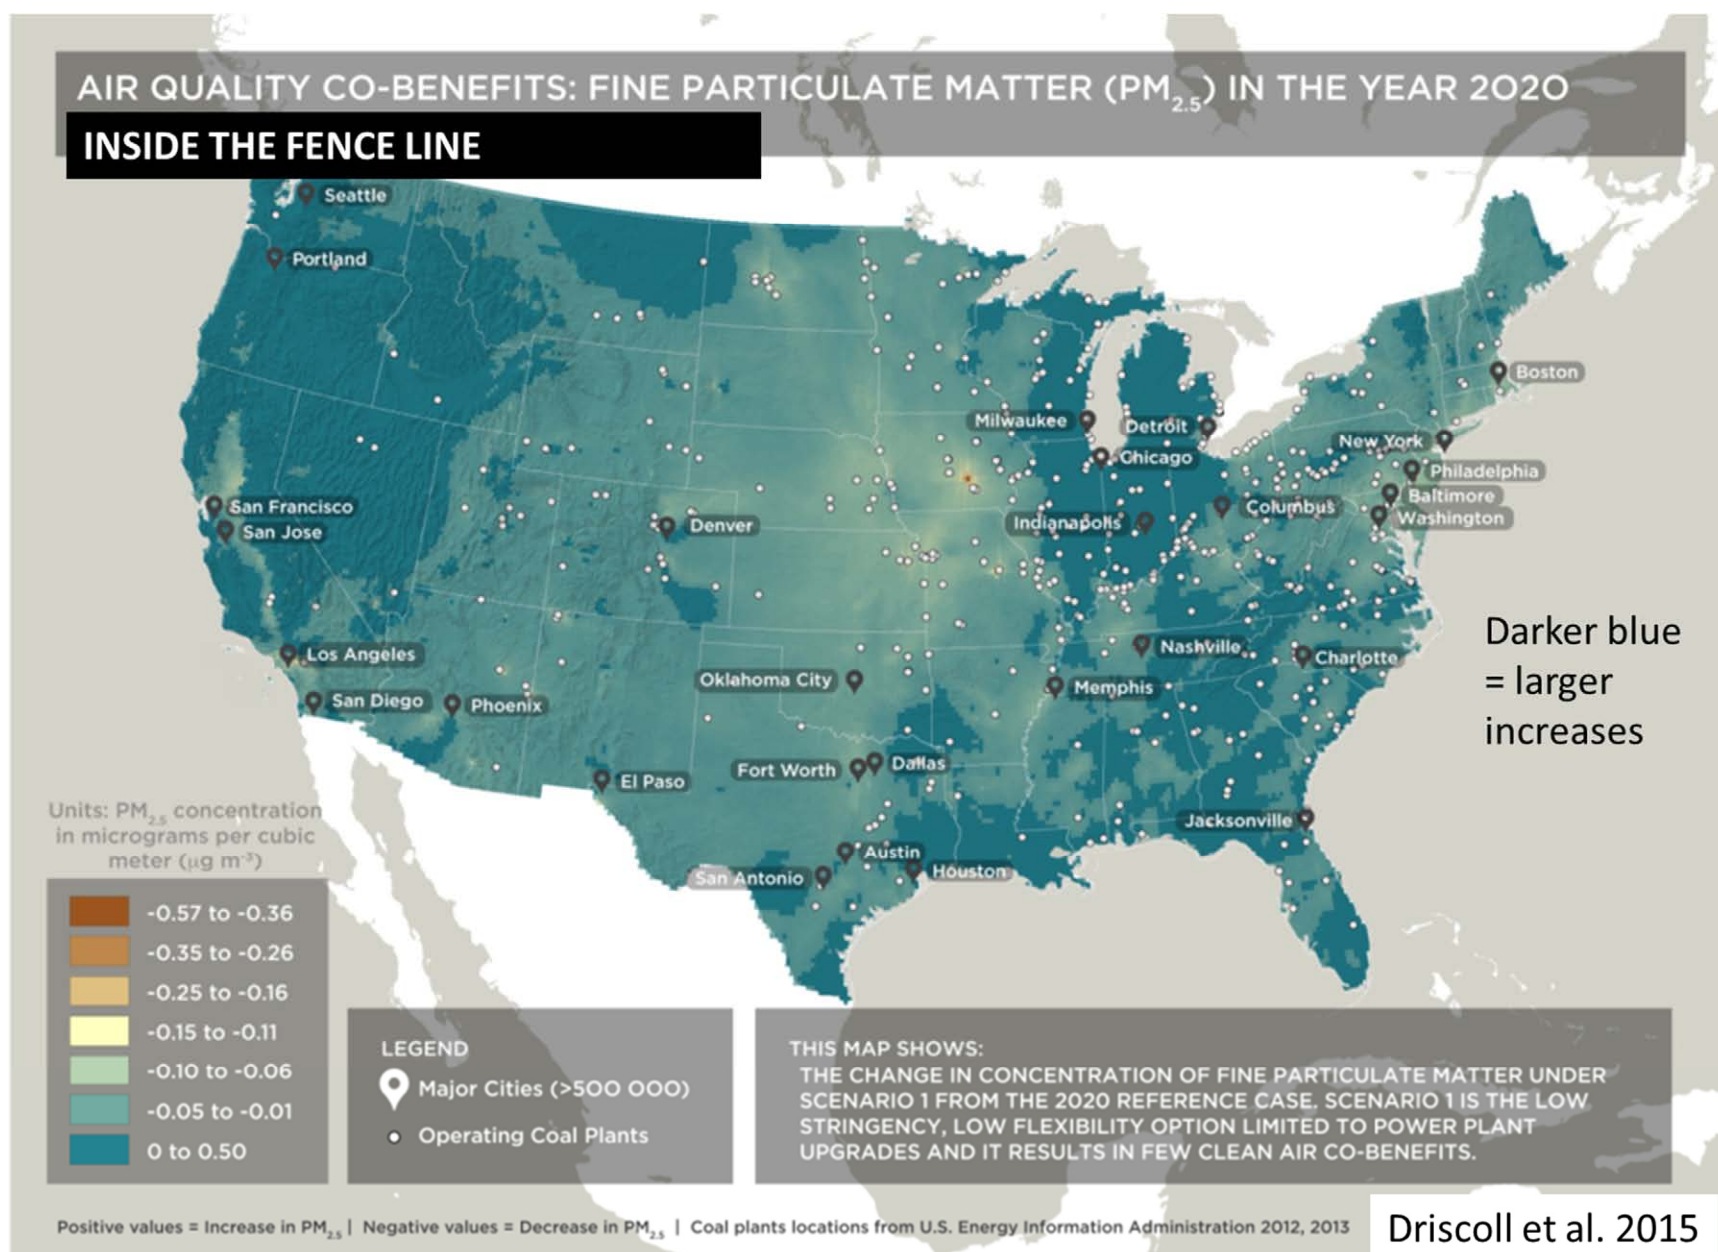 AIR QUALITY CO-BENEFITS: FINE PARTICULATE MATTER (PM2.5) IN THE YEAR 2020
INSIDE THE FENCE LINE
Seattle
Portland
Boston
Milwaukee
Detroit
New York
Chicago
Philadelphia
Baltimore
San Francisco
Columbus
Washington
Indianapolis
Denver
San Jose
Darker blue
= larger
increases
Nashville
Los Angeles
Charlotte
Oklahoma City
Memphis
San Diego
Phoenix
Dallas
Fort Worth
El Paso
Jacksonville
Austin
Houston
San Antonio
Units: PM2.5 concentration
in micrograms per cubic
meter (μg m-3)
-0.57 to -0.36
-0.35 to -0.26
-0.25 to -0.16
-0.15 to -0.11
-0.10 to -0.06
-0.05 to -0.01
0 to 0.50
LEGEND
Major Cities (>500 000)
Operating Coal Plants
THIS MAP SHOWS:
THE CHANGE IN CONCENTRATION OF FINE PARTICULATE MATTER UNDER
SCENARIO 1 FROM THE 2020 REFERENCE CASE. SCENARIO 1 IS THE LOW
STRINGENCY, LOW FLEXIBILITY OPTION LIMITED TO POWER PLANT
UPGRADES AND IT RESULTS IN FEW CLEAN AIR CO-BENEFITS.
Positive values = Increase in PM2.5 | Negative values = Decrease in PM2.5 | Coal plants locations from U.S. Energy Information Administration 2012, 2013
Driscoll et al. 2015